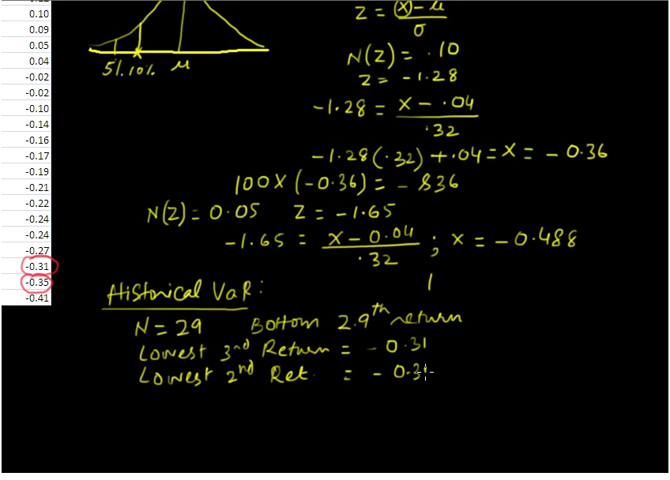 0.10
0.09
0.05
0.04
-0.02
-0.02
-0.10
-0.14
-0.16
-0.17
-0.19
-0.21
-0.22
-0.24
-0.27
-0.31
-0.35
-0.41
5% 10% μ
Z = (x) - μ
σ
N(Z) = .10
Z = -1.28
-1.28 = x - .04
.32
-1.28(.32) + .04 = x = -0.36
100 x (-0.36) = - $36
N(Z) = 0.05 Z = -1.65
-1.65 = x - 0.04 ; x = -0.488
.32
Historical VaR :
N = 29 Bottom 2.9th return
Lowest 3rd Return = - 0.31
Lowest 2nd Ret. = - 0.3